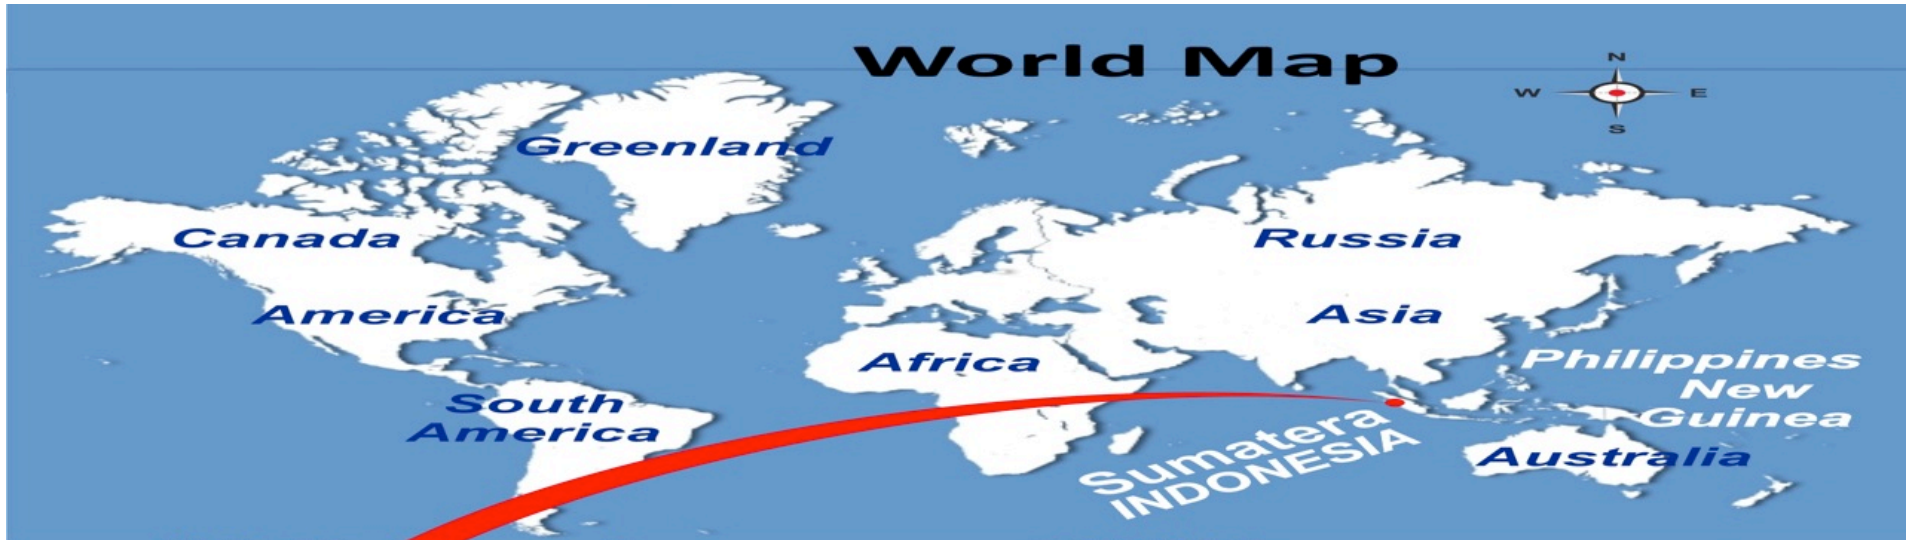 World Map
N
W E
S
Greenland
Canada
Russia
America
Asia
Africa
Philippines
New
Guinea
South
America
Sumatera
INDONESIA
Australia